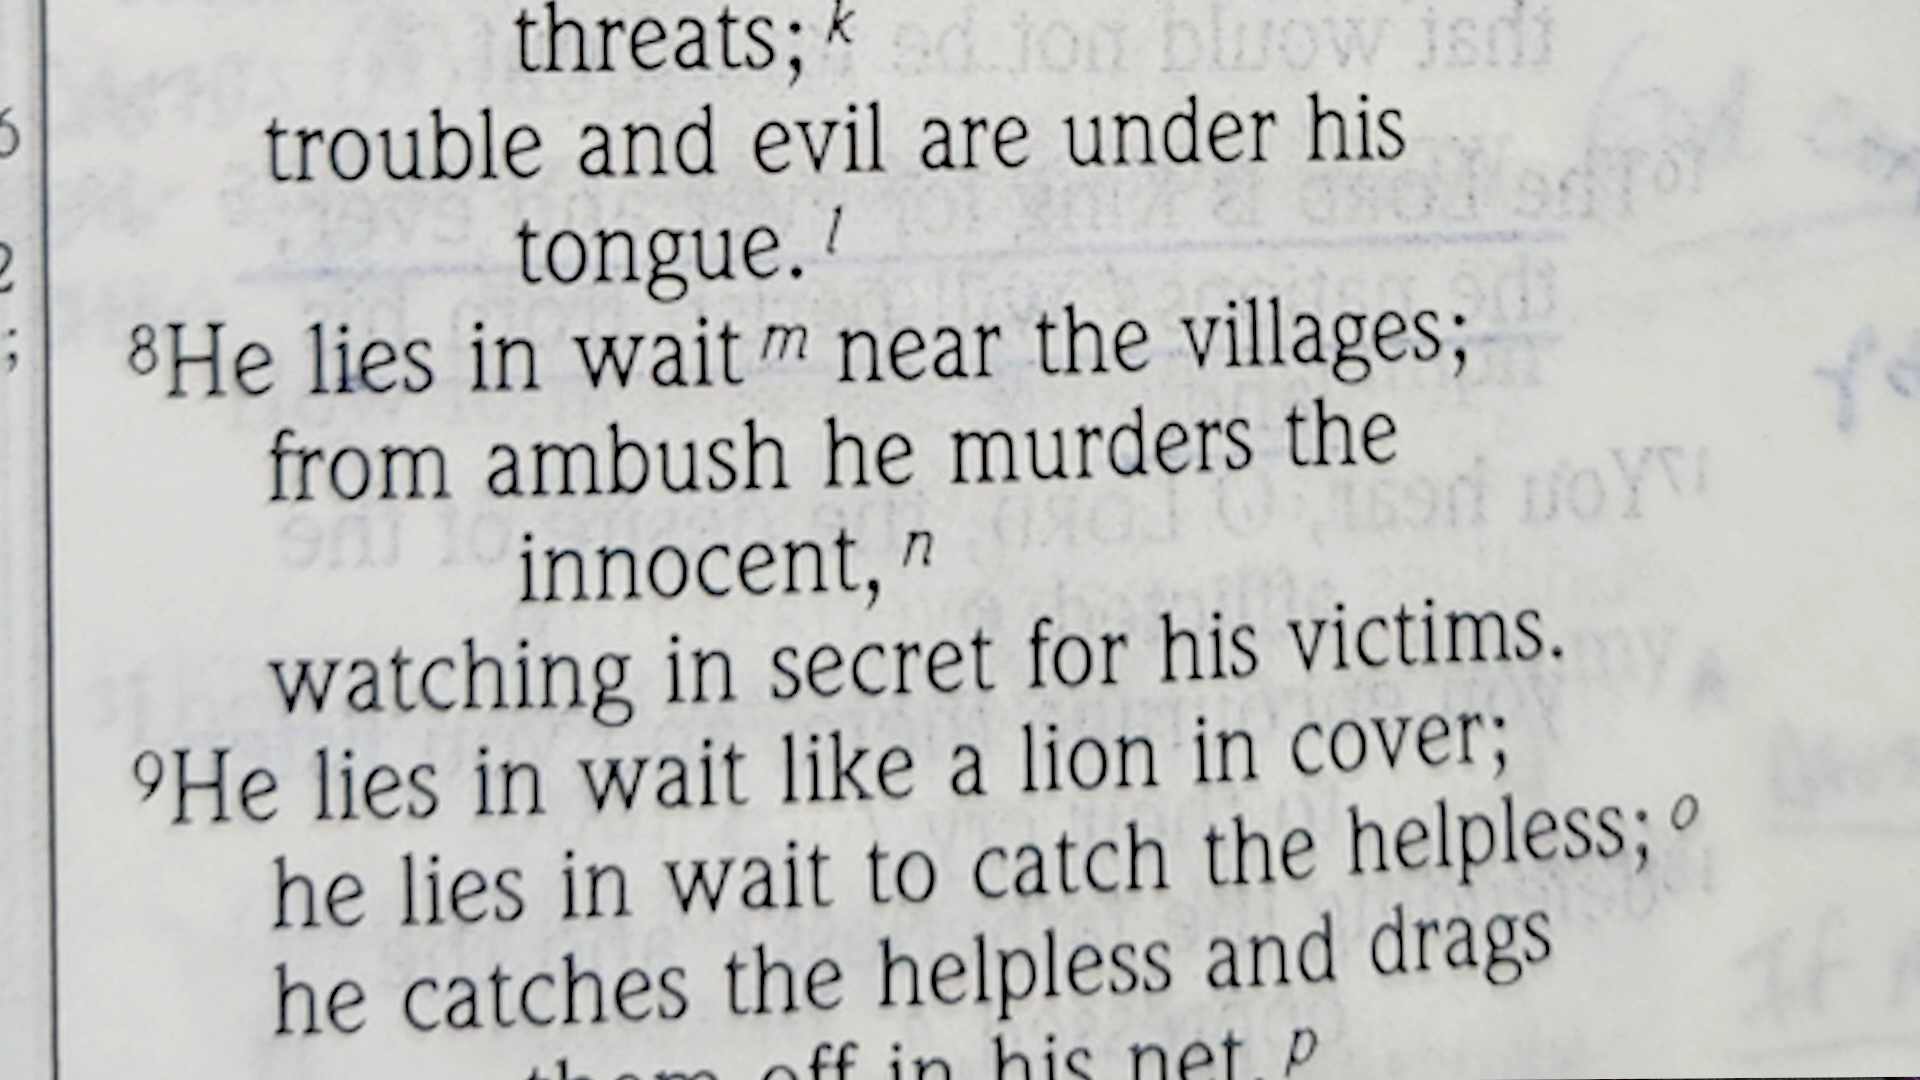 threats; k
trouble and evil are under his
tongue. l
8He lies in wait m near the villages;
from ambush he murders the
innocent, n
watching in secret for his victims.
9He lies in wait like a lion in cover;
he lies in wait to catch the helpless; o
he catches the helpless and drags
them off in his net. p